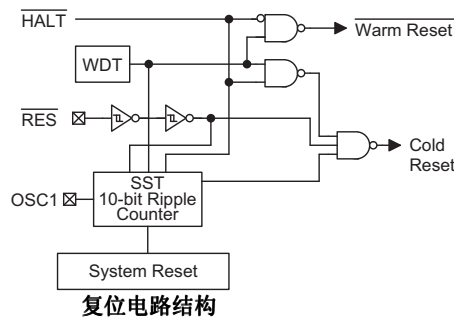 HALT
Warm Reset
WDT
RES
Cold
Reset
SST
10-bit Ripple
Counter
OSC1
System Reset
复位电路结构